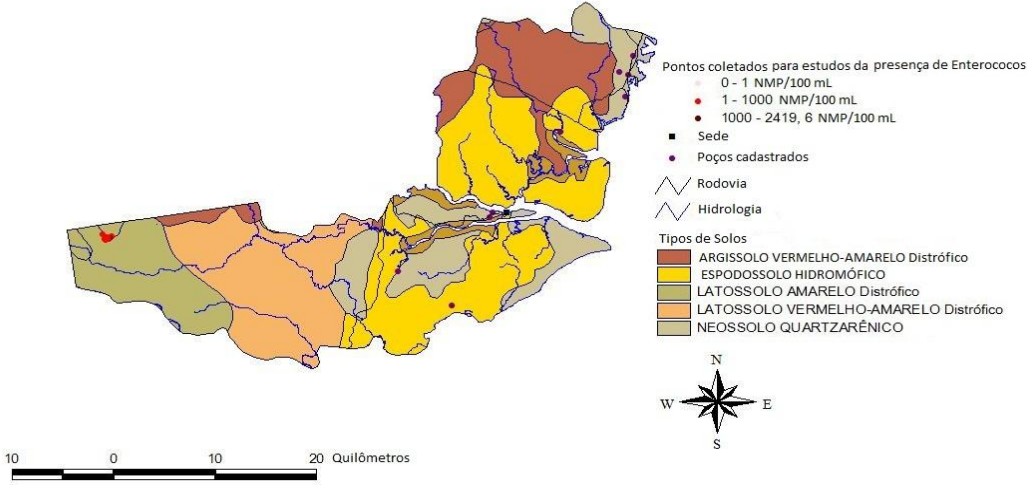 Pontos coletados para estudos da presença de Enterococos
0 - 1 NMP/100 mL
1 - 1000 NMP/100 mL
1000 - 2419, 6 NMP/100 mL
Sede
Poços cadastrados
Rodovia
Hidrologia
Tipos de Solos
ARGISSOLO VERMELHO-AMARELO Distrófico
ESPODOSSOLO HIDROMÓFICO
LATOSSOLO AMARELO Distrófico
LATOSSOLO VERMELHO-AMARELO Distrófico
NEOSSOLO QUARTZARÊNICO
N
W E
S
10 0 10 20 Quilômetros